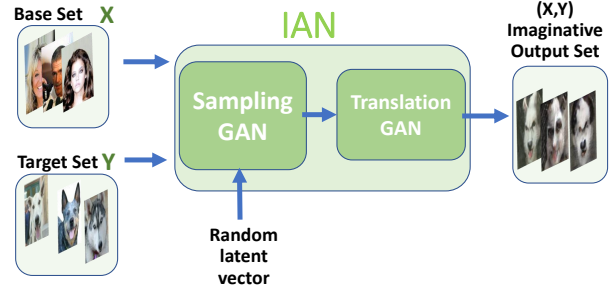 Base Set X
IAN
(X,Y)
Imaginative
Output Set
Sampling
GAN
Translation
GAN
Target Set Y
Random
latent
vector